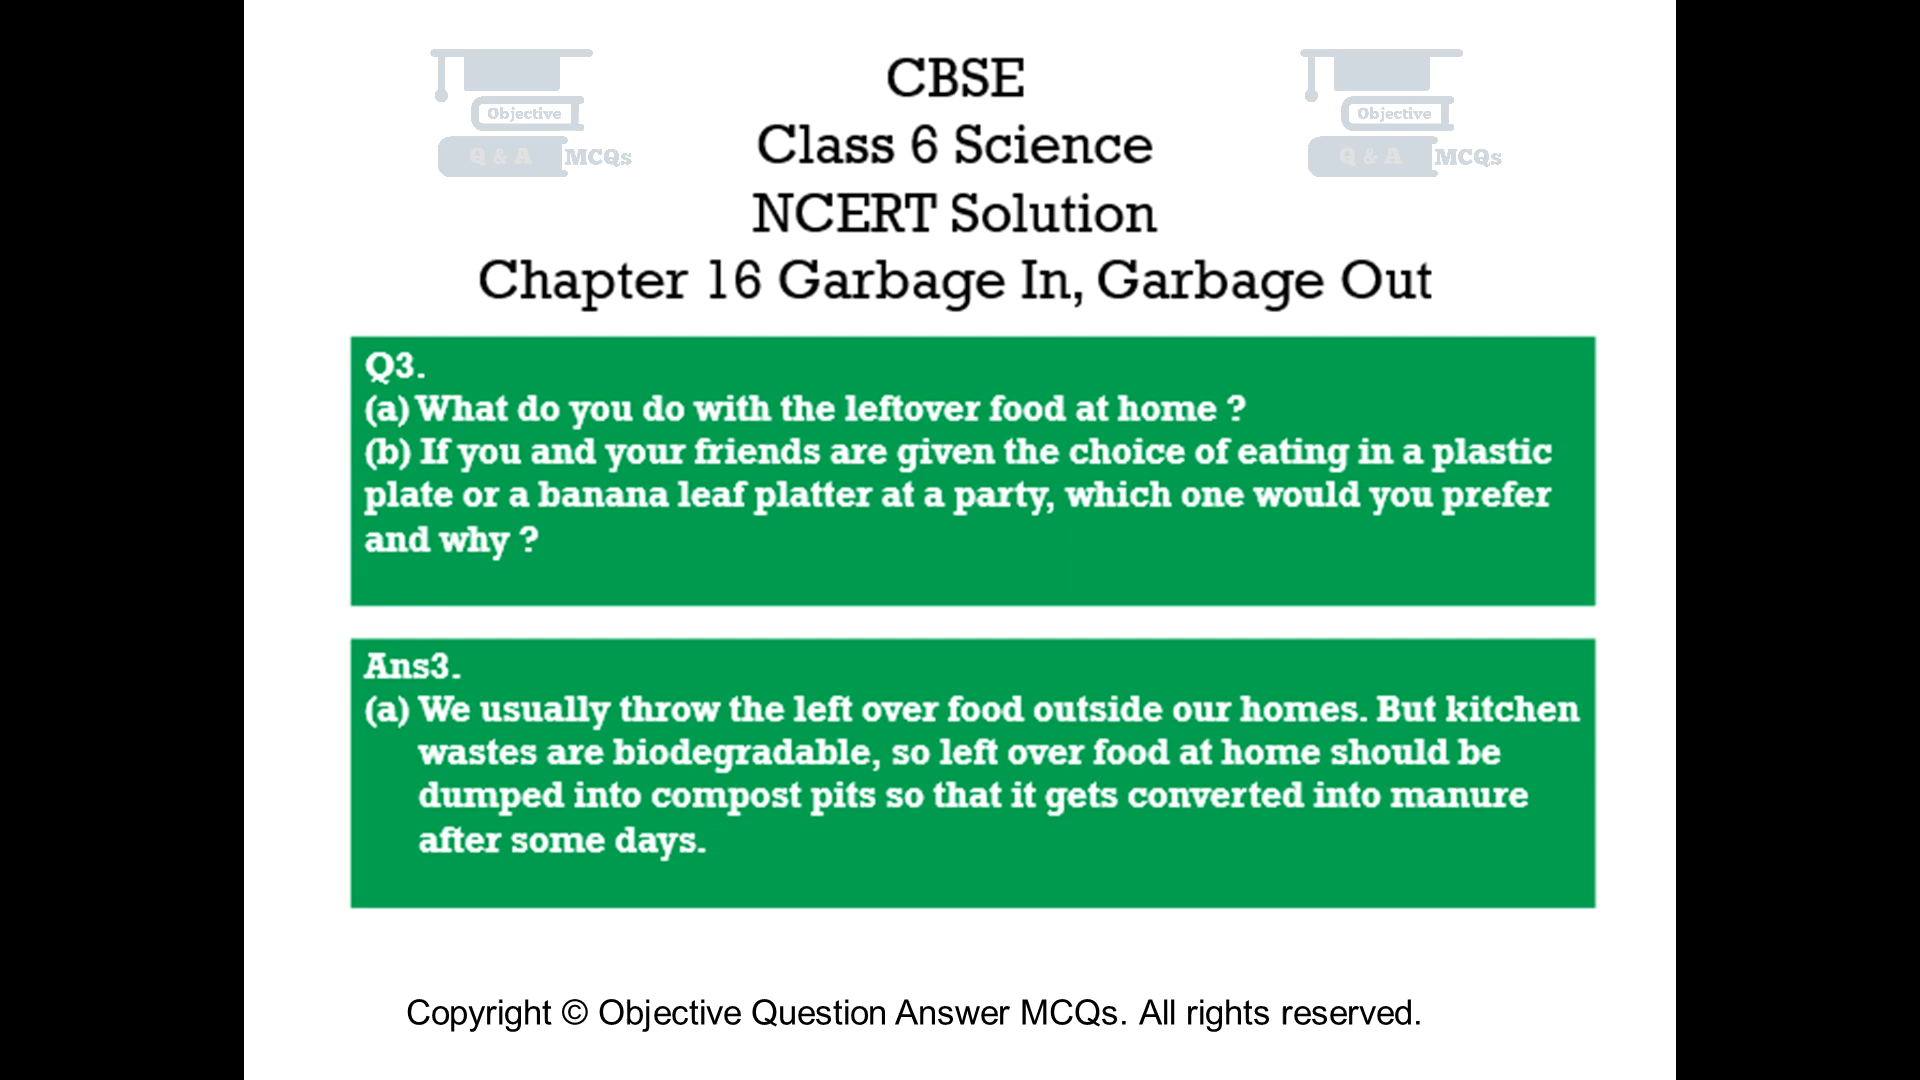 Objective
Q & A MCQs
Objective
Q & A MCQs
CBSE
Class 6 Science
NCERT Solution
Chapter 16 Garbage In, Garbage Out
Q3.
(a) What do you do with the leftover food at home ?
(b) If you and your friends are given the choice of eating in a plastic
plate or a banana leaf platter at a party, which one would you prefer
and why ?
Ans3.
(a) We usually throw the left over food outside our homes. But kitchen
wastes are biodegradable, so left over food at home should be
dumped into compost pits so that it gets converted into manure
after some days.
Copyright © Objective Question Answer MCQs. All rights reserved.